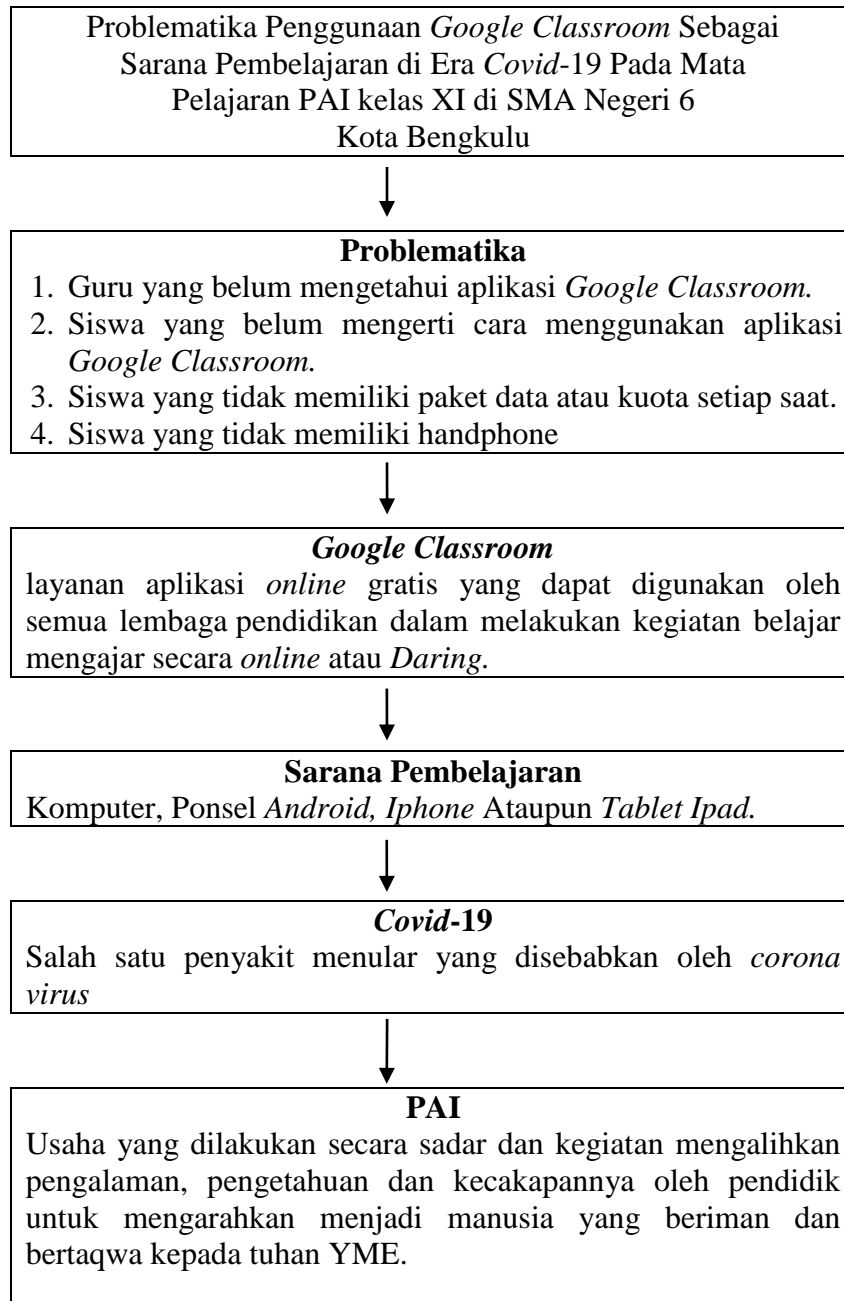 Problematika Penggunaan Google Classroom Sebagai
Sarana Pembelajaran di Era Covid-19 Pada Mata
Pelajaran PAI kelas XI di SMA Negeri 6
Kota Bengkulu
Problematika
1. Guru yang belum mengetahui aplikasi Google Classroom.
2. Siswa yang belum mengerti cara menggunakan aplikasi
Google Classroom.
3. Siswa yang tidak memiliki paket data atau kuota setiap saat.
4. Siswa yang tidak memiliki handphone
Google Classroom
layanan aplikasi online gratis yang dapat digunakan oleh
semua lembaga pendidikan dalam melakukan kegiatan belajar
mengajar secara online atau Daring.
Sarana Pembelajaran
Komputer, Ponsel Android, Iphone Ataupun Tablet Ipad.
Covid-19
Salah satu penyakit menular yang disebabkan oleh corona
virus
PAI
Usaha yang dilakukan secara sadar dan kegiatan mengalihkan
pengalaman, pengetahuan dan kecakapannya oleh pendidik
untuk mengarahkan menjadi manusia yang beriman dan
bertaqwa kepada tuhan YME.